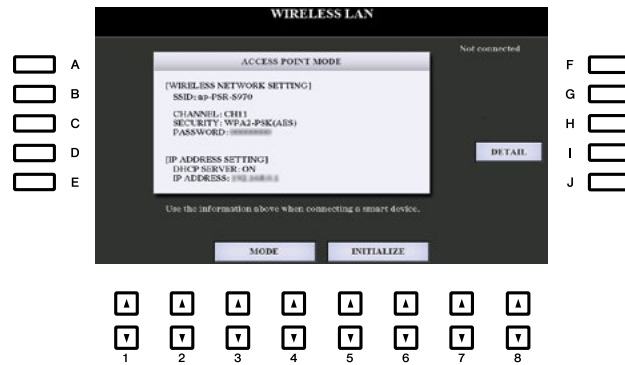 WIRELESS LAN
Not connected
ACCESS POINT MODE
[WIRELESS NETWORK SETTING]
SSID: ap-PSR-S970
CHANNEL: CH11
SECURITY: WPA2-PSK(AES)
PASSWORD:
[IP ADDRESS SETTING]
DHCP SERVER: ON
IP ADDRESS:
Use the information above when connecting a smart device.
DETAIL
MODE
INITIALIZE
A
B
C
D
E
F
G
H
I
J
1 2 3 4 5 6 7 8